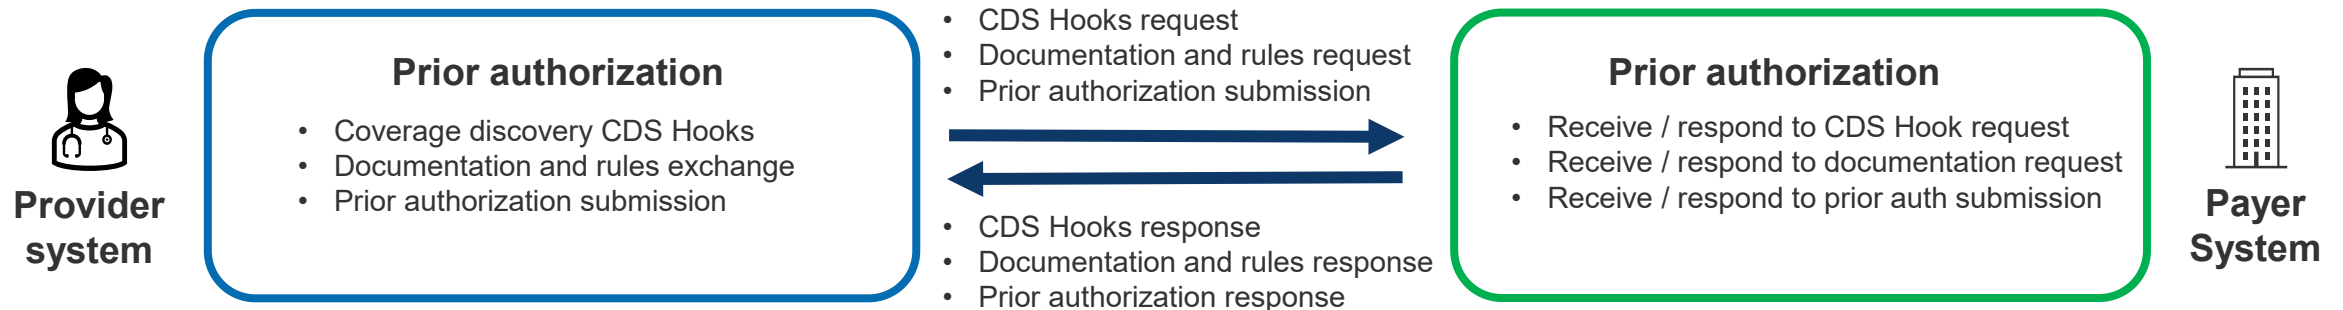 Provider
system
Prior authorization
• Coverage discovery CDS Hooks
• Documentation and rules exchange
• Prior authorization submission
• CDS Hooks request
• Documentation and rules request
• Prior authorization submission
• CDS Hooks response
• Documentation and rules response
• Prior authorization response
Prior authorization
• Receive / respond to CDS Hook request
• Receive / respond to documentation request
• Receive / respond to prior auth submission
Payer
System